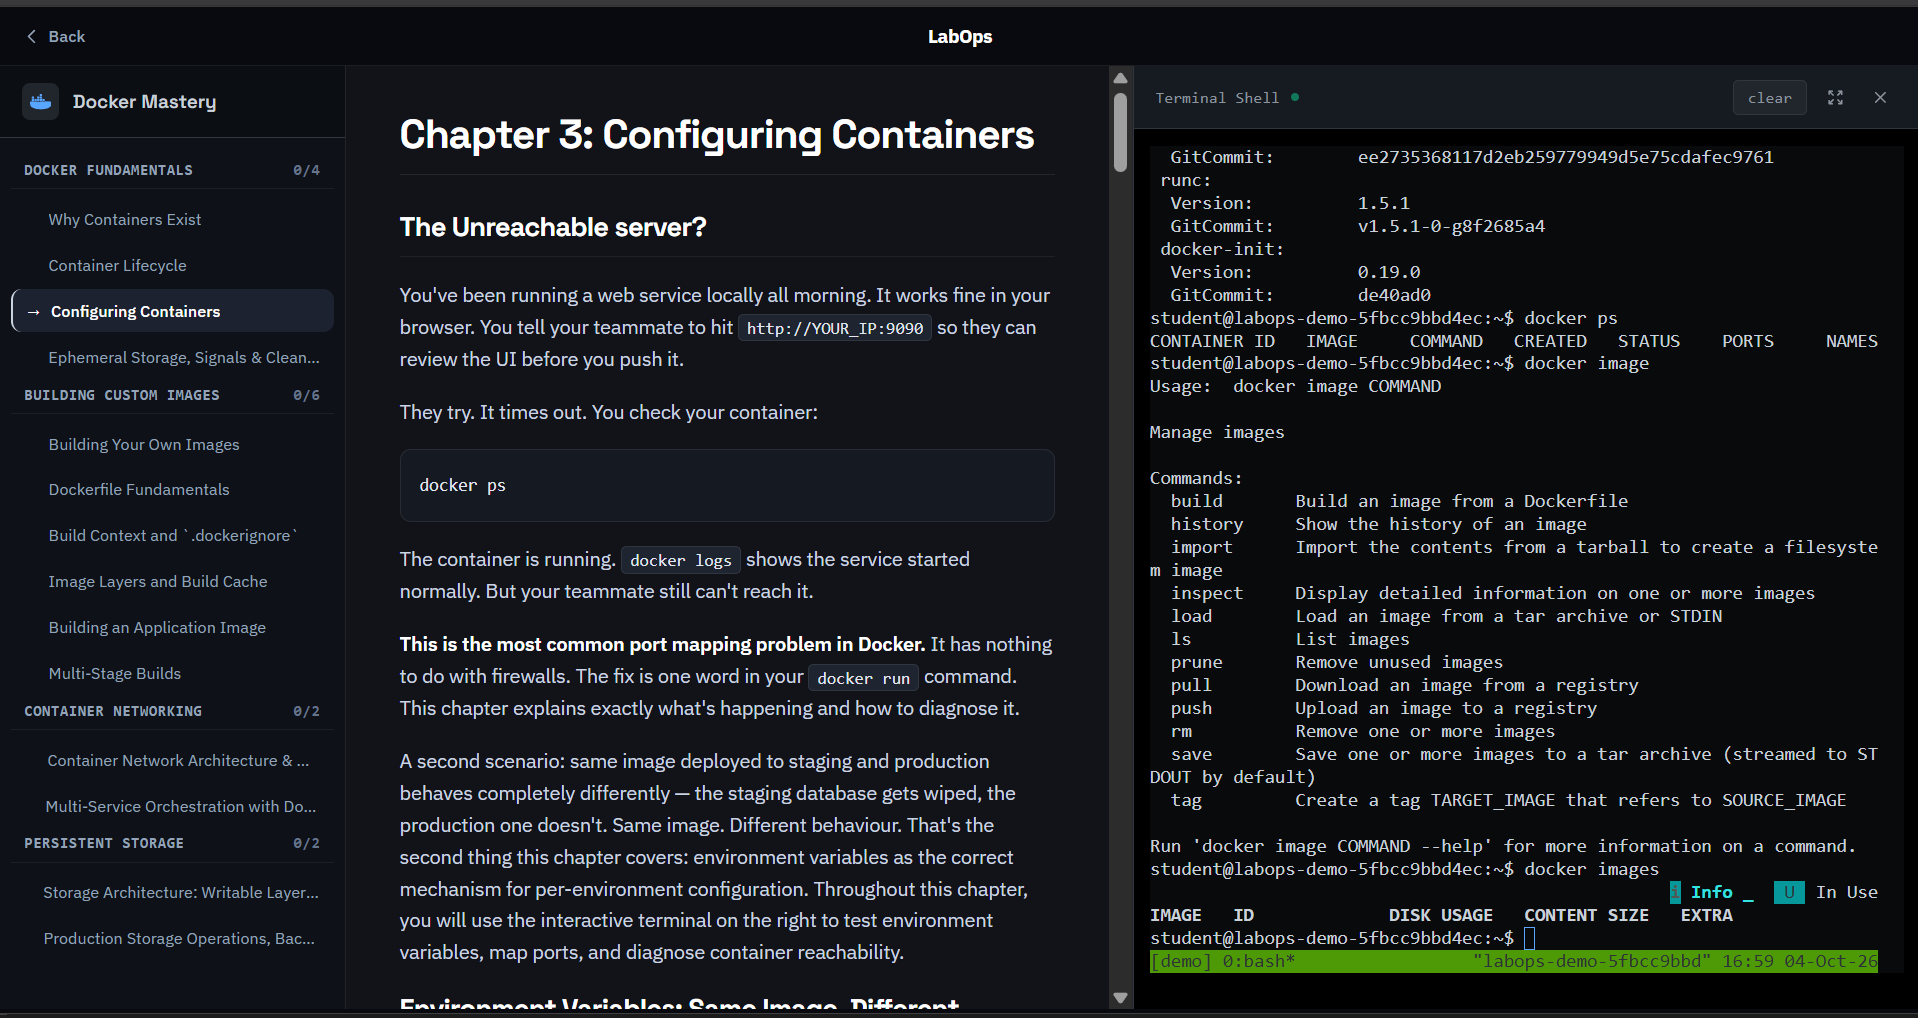 Back
LabOps
Docker Mastery
DOCKER FUNDAMENTALS 0/4
Why Containers Exist
Container Lifecycle
→ Configuring Containers
Ephemeral Storage, Signals & Clean...
BUILDING CUSTOM IMAGES 0/6
Building Your Own Images
Dockerfile Fundamentals
Build Context and `.dockerignore`
Image Layers and Build Cache
Building an Application Image
Multi-Stage Builds
CONTAINER NETWORKING 0/2
Container Network Architecture & ...
Multi-Service Orchestration with Do...
PERSISTENT STORAGE 0/2
Storage Architecture: Writable Layer...
Production Storage Operations, Bac...
Chapter 3: Configuring Containers
The Unreachable server?
You've been running a web service locally all morning. It works fine in your
browser. You tell your teammate to hit http://YOUR_IP:9090 so they can
review the UI before you push it.
They try. It times out. You check your container:
docker ps
The container is running. docker logs shows the service started
normally. But your teammate still can't reach it.
This is the most common port mapping problem in Docker. It has nothing
to do with firewalls. The fix is one word in your docker run command.
This chapter explains exactly what's happening and how to diagnose it.
A second scenario: same image deployed to staging and production
behaves completely differently — the staging database gets wiped, the
production one doesn't. Same image. Different behaviour. That's the
second thing this chapter covers: environment variables as the correct
mechanism for per-environment configuration. Throughout this chapter,
you will use the interactive terminal on the right to test environment
variables, map ports, and diagnose container reachability.
Environment Variables: Same Image, Different
Terminal Shell
clear
GitCommit: ee2735368117d2eb259779949d5e75cdafec9761
runc:
Version: 1.5.1
GitCommit: v1.5.1-0-g8f2685a4
docker-init:
Version: 0.19.0
GitCommit: de40ad0
student@labops-demo-5fbcc9bbd4ec:~$ docker ps
CONTAINER ID IMAGE COMMAND CREATED STATUS PORTS NAMES
student@labops-demo-5fbcc9bbd4ec:~$ docker image
Usage: docker image COMMAND
Manage images
Commands:
build Build an image from a Dockerfile
history Show the history of an image
import Import the contents from a tarball to create a filesyste
m image
inspect Display detailed information on one or more images
load Load an image from a tar archive or STDIN
ls List images
prune Remove unused images
pull Download an image from a registry
push Upload an image to a registry
rm Remove one or more images
save Save one or more images to a tar archive (streamed to ST
DOUT by default)
tag Create a tag TARGET_IMAGE that refers to SOURCE_IMAGE
Run 'docker image COMMAND --help' for more information on a command.
student@labops-demo-5fbcc9bbd4ec:~$ docker images
i Info _ U In Use
IMAGE ID DISK USAGE CONTENT SIZE EXTRA
student@labops-demo-5fbcc9bbd4ec:~$
[demo] 0:bash* "labops-demo-5fbcc9bbd" 16:59 04-Oct-26